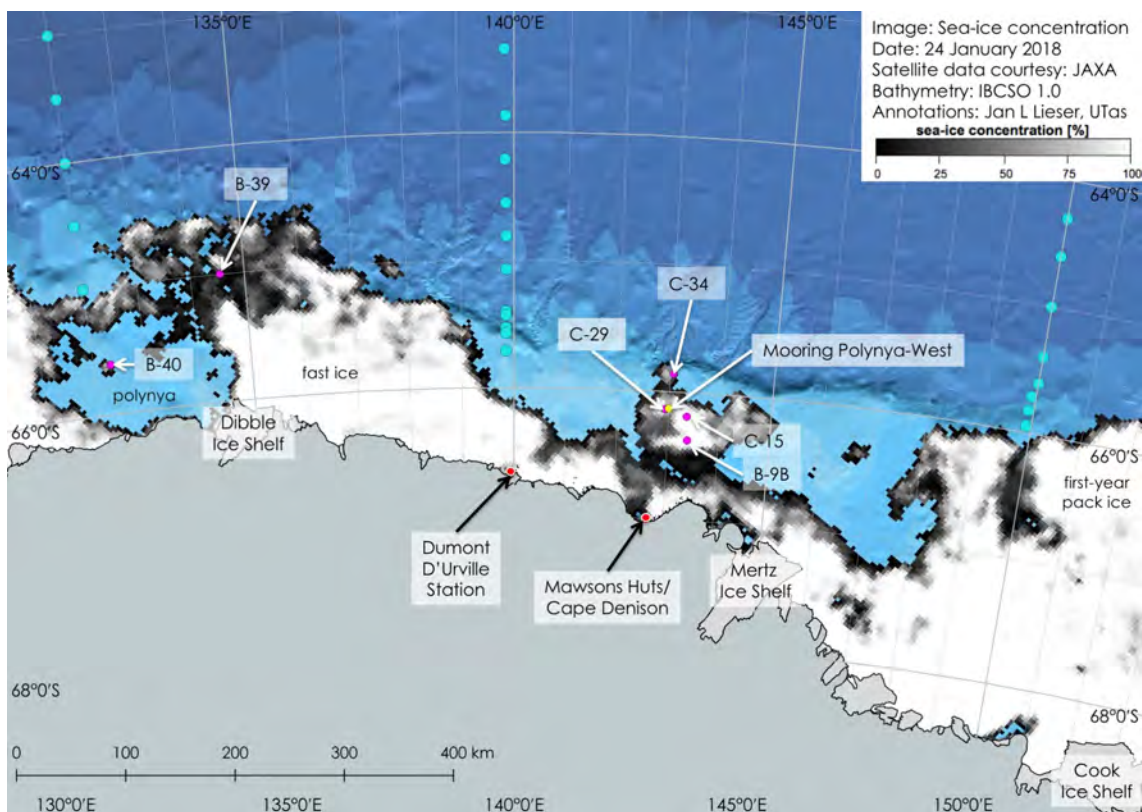 135°0'E
140°0'E
145°0'E
Image: Sea-ice concentration
Date: 24 January 2018
Satellite data courtesy: JAXA
Bathymetry: IBCSO 1.0
Annotations: Jan L Lieser, UTas
sea-ice concentration [%]
0 25 50 75 100
64°0'S
64°0'S
B-39
C-34
C-29
Mooring Polynya-West
B-40
polynya
fast ice
Dibble
Ice Shelf
C-15
B-9B
66°0'S
66°0'S
first-year
pack ice
Dumont
D'Urville
Station
Mawsons Huts/
Cape Denison
Mertz
Ice Shelf
68°0'S
68°0'S
0 100 200 300 400 km
Cook
Ice Shelf
130°0'E
135°0'E
140°0'E
145°0'E
150°0'E